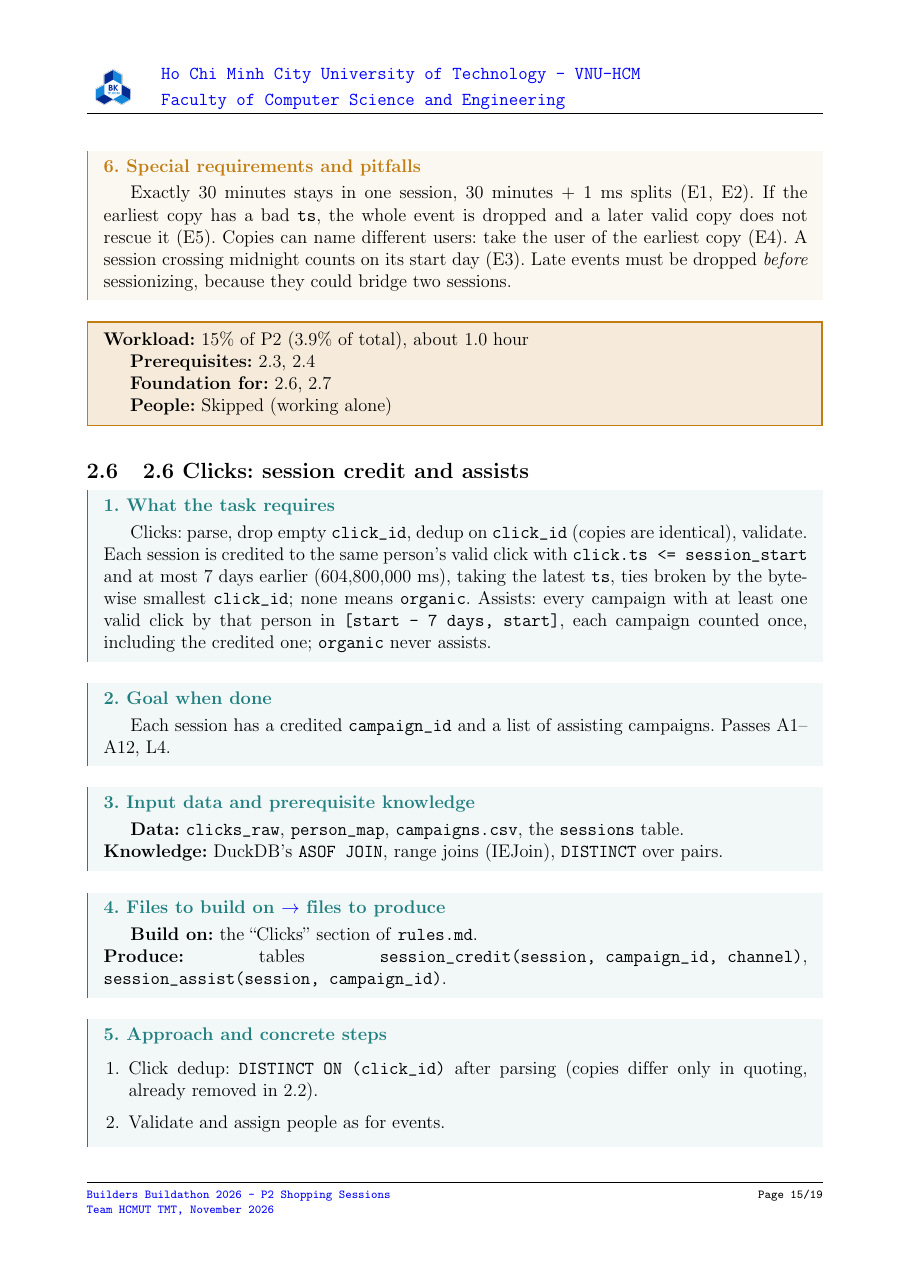 BK
Ho Chi Minh City University of Technology - VNU-HCM
Faculty of Computer Science and Engineering
6. Special requirements and pitfalls
Exactly 30 minutes stays in one session, 30 minutes + 1 ms splits (E1, E2). If the
earliest copy has a bad ts, the whole event is dropped and a later valid copy does not
rescue it (E5). Copies can name different users: take the user of the earliest copy (E4). A
session crossing midnight counts on its start day (E3). Late events must be dropped before
sessionizing, because they could bridge two sessions.
Workload: 15% of P2 (3.9% of total), about 1.0 hour
Prerequisites: 2.3, 2.4
Foundation for: 2.6, 2.7
People: Skipped (working alone)
2.6 2.6 Clicks: session credit and assists
1. What the task requires
Clicks: parse, drop empty click_id, dedup on click_id (copies are identical), validate.
Each session is credited to the same person's valid click with click.ts <= session_start
and at most 7 days earlier (604,800,000 ms), taking the latest ts, ties broken by the byte-
wise smallest click_id; none means organic. Assists: every campaign with at least one
valid click by that person in [start - 7 days, start], each campaign counted once,
including the credited one; organic never assists.
2. Goal when done
Each session has a credited campaign_id and a list of assisting campaigns. Passes A1–
A12, L4.
3. Input data and prerequisite knowledge
Data: clicks_raw, person_map, campaigns.csv, the sessions table.
Knowledge: DuckDB's ASOF JOIN, range joins (IEJoin), DISTINCT over pairs.
4. Files to build on → files to produce
Build on: the “Clicks” section of rules.md.
Produce: tables session_credit(session, campaign_id, channel),
session_assist(session, campaign_id).
5. Approach and concrete steps
1. Click dedup: DISTINCT ON (click_id) after parsing (copies differ only in quoting,
already removed in 2.2).
2. Validate and assign people as for events.
Builders Buildathon 2026 - P2 Shopping Sessions
Team HCMUT TMT, November 2026
Page 15/19